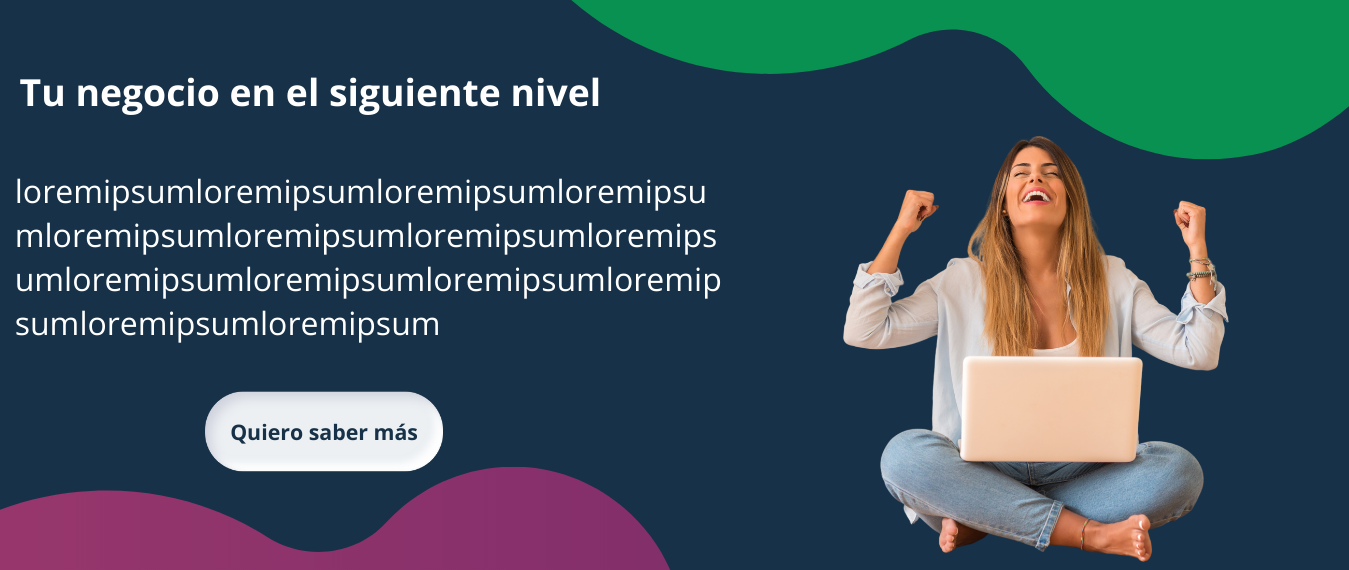 Tu negocio en el siguiente nivel
loremipsumloremipsumloremipsumloremipsu
mloremipsumloremipsumloremipsumloremips
umloremipsumloremipsumloremipsumloremip
sumloremipsumloremipsum
Quiero saber más